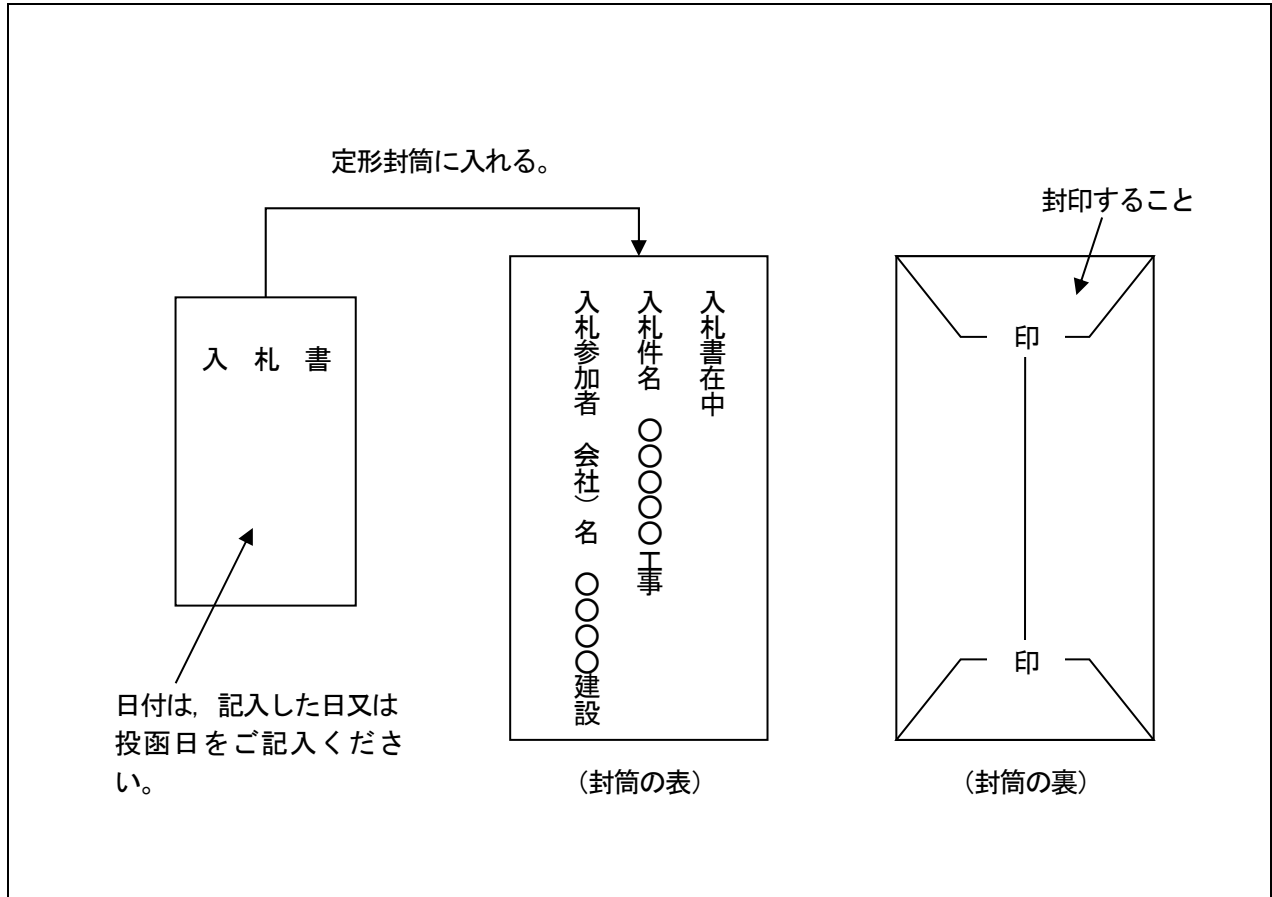 定形封筒に入れる。
封印すること
入 札 書
入札書在中
入札件名 〇〇〇〇〇工事
入札参加者 会社）名 〇〇〇〇建設
印
印
日付は，記入した日又は
投函日をご記入くださ
い。
（封筒の表）
（封筒の裏）